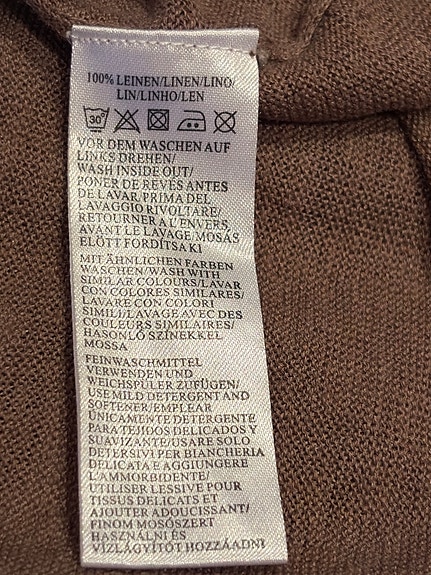 100% LEINEN/LINEN/LINO/
LIN/LINHO/LEN
30°
VOR DEM WASCHEN AUF
LINKS DREHEN/
WASH INSIDE OUT/
PONER DE REVÉS ANTES
DE LAVAR, PRIMA DEL
LAVAGGIO RIVOLTARE/
RETOURNER A L'ENVERS
AVANT LE LAVAGE/MOSÁS
ELŐTT FORDÍTSA KI
MIT ÄHNLICHEN FARBEN
WASCHEN/WASH WITH
SIMILAR COLOURS/LAVAR
CON COLORES SIMILARES/
LAVARE CON COLORI
SIMILI/LAVAGE AVEC DES
COULEURS SIMILAIRES/
HASONLÓ SZÍNEKKEL
MOSSA
FEINWASCHMITTEL
VERWENDEN UND
WEICHSPÜLER ZUFÜGEN/
USE MILD DETERGENT AND
SOFTENER/EMPLEAR
ÚNICAMENTE DETERGENTE
PARA TEJIDOS DELICADOS Y
SUAVIZANTE/USARE SOLO
DETERSIVI PER BIANCHERIA
DELICATA E AGGIUNGERE
L'AMMORBIDENTE/
UTILISER LESSIVE POUR
TISSUS DELICATS ET
AJOUTER ADOUCISSANT/
FINOM MOSÓSZERT
HASZNÁLNI ÉS
VIZLÁGYÍTÓT HOZZÁADNI